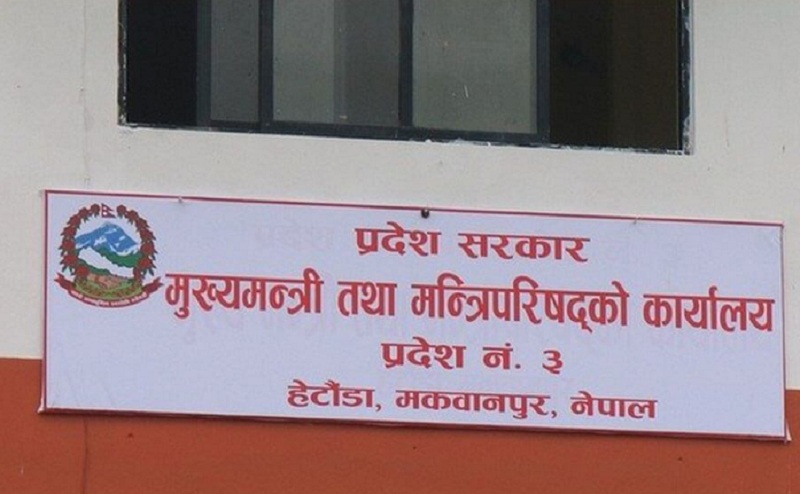 प्रदेश सरकार
मुख्यमन्त्री तथा मन्त्रिपरिषद्को कार्यालय
प्रदेश नं. ३
हेटौंडा, मकवानपुर, नेपाल